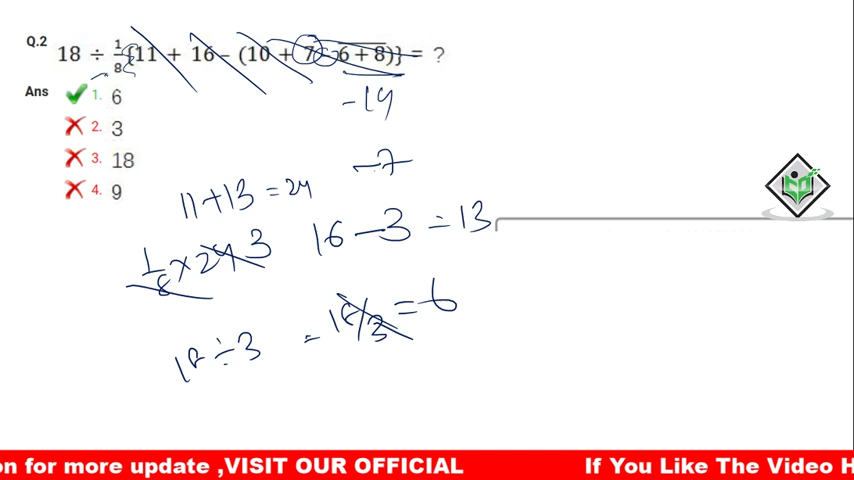 Q.2 18 ÷ 1/8{11 + 16 - (10 + 7 - 6 + 8)} = ?
Ans 1. 6
2. 3
3. 18
4. 9
-14
-7
11+13=24
16-3=13
1/8×24 3
18÷3 = 18/3 = 6
on for more update ,VISIT OUR OFFICIAL If You Like The Video H